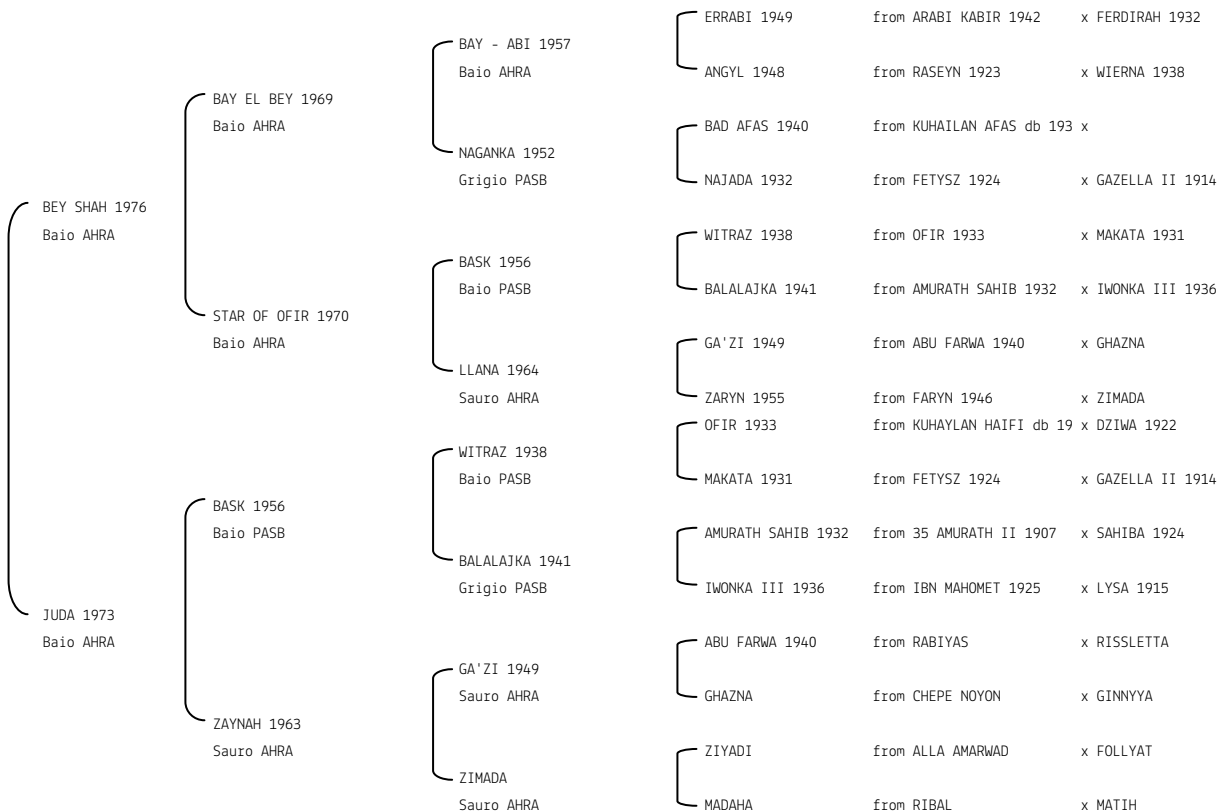 ERRABI 1949 from ARABI KABIR 1942 x FERDIRAH 1932
BAY - ABI 1957
Baio AHRA ANGYL 1948 from RASEYN 1923 x WIERNA 1938
BAY EL BEY 1969
Baio AHRA BAD AFAS 1940 from KUHAILAN AFAS db 193 x
NAGANKA 1952
Grigio PASB NAJADA 1932 from FETYSZ 1924 x GAZELLA II 1914
BEY SHAH 1976
Baio AHRA WITRAZ 1938 from OFIR 1933 x MAKATA 1931
BASK 1956
Baio PASB BALALAJKA 1941 from AMURATH SAHIB 1932 x IWONKA III 1936
STAR OF OFIR 1970
Baio AHRA GA'ZI 1949 from ABU FARWA 1940 x GHAZNA
LLANA 1964
Sauro AHRA ZARYN 1955 from FARYN 1946 x ZIMADA
OFIR 1933 from KUHAYLAN HAIFI db 19 x DZIWA 1922
WITRAZ 1938
Baio PASB MAKATA 1931 from FETYSZ 1924 x GAZELLA II 1914
BASK 1956
Baio PASB AMURATH SAHIB 1932 from 35 AMURATH II 1907 x SAHIBA 1924
BALALAJKA 1941
Grigio PASB IWONKA III 1936 from IBN MAHOMET 1925 x LYSA 1915
JUDA 1973
Baio AHRA ABU FARWA 1940 from RABIYAS x RISSLETTA
GA'ZI 1949
Sauro AHRA GHAZNA from CHEPE NOYON x GINNYYA
ZAYNAH 1963
Sauro AHRA ZIYADI from ALLA AMARWAD x FOLLYAT
ZIMADA
Sauro AHRA MADAHA from RIBAL x MATIH